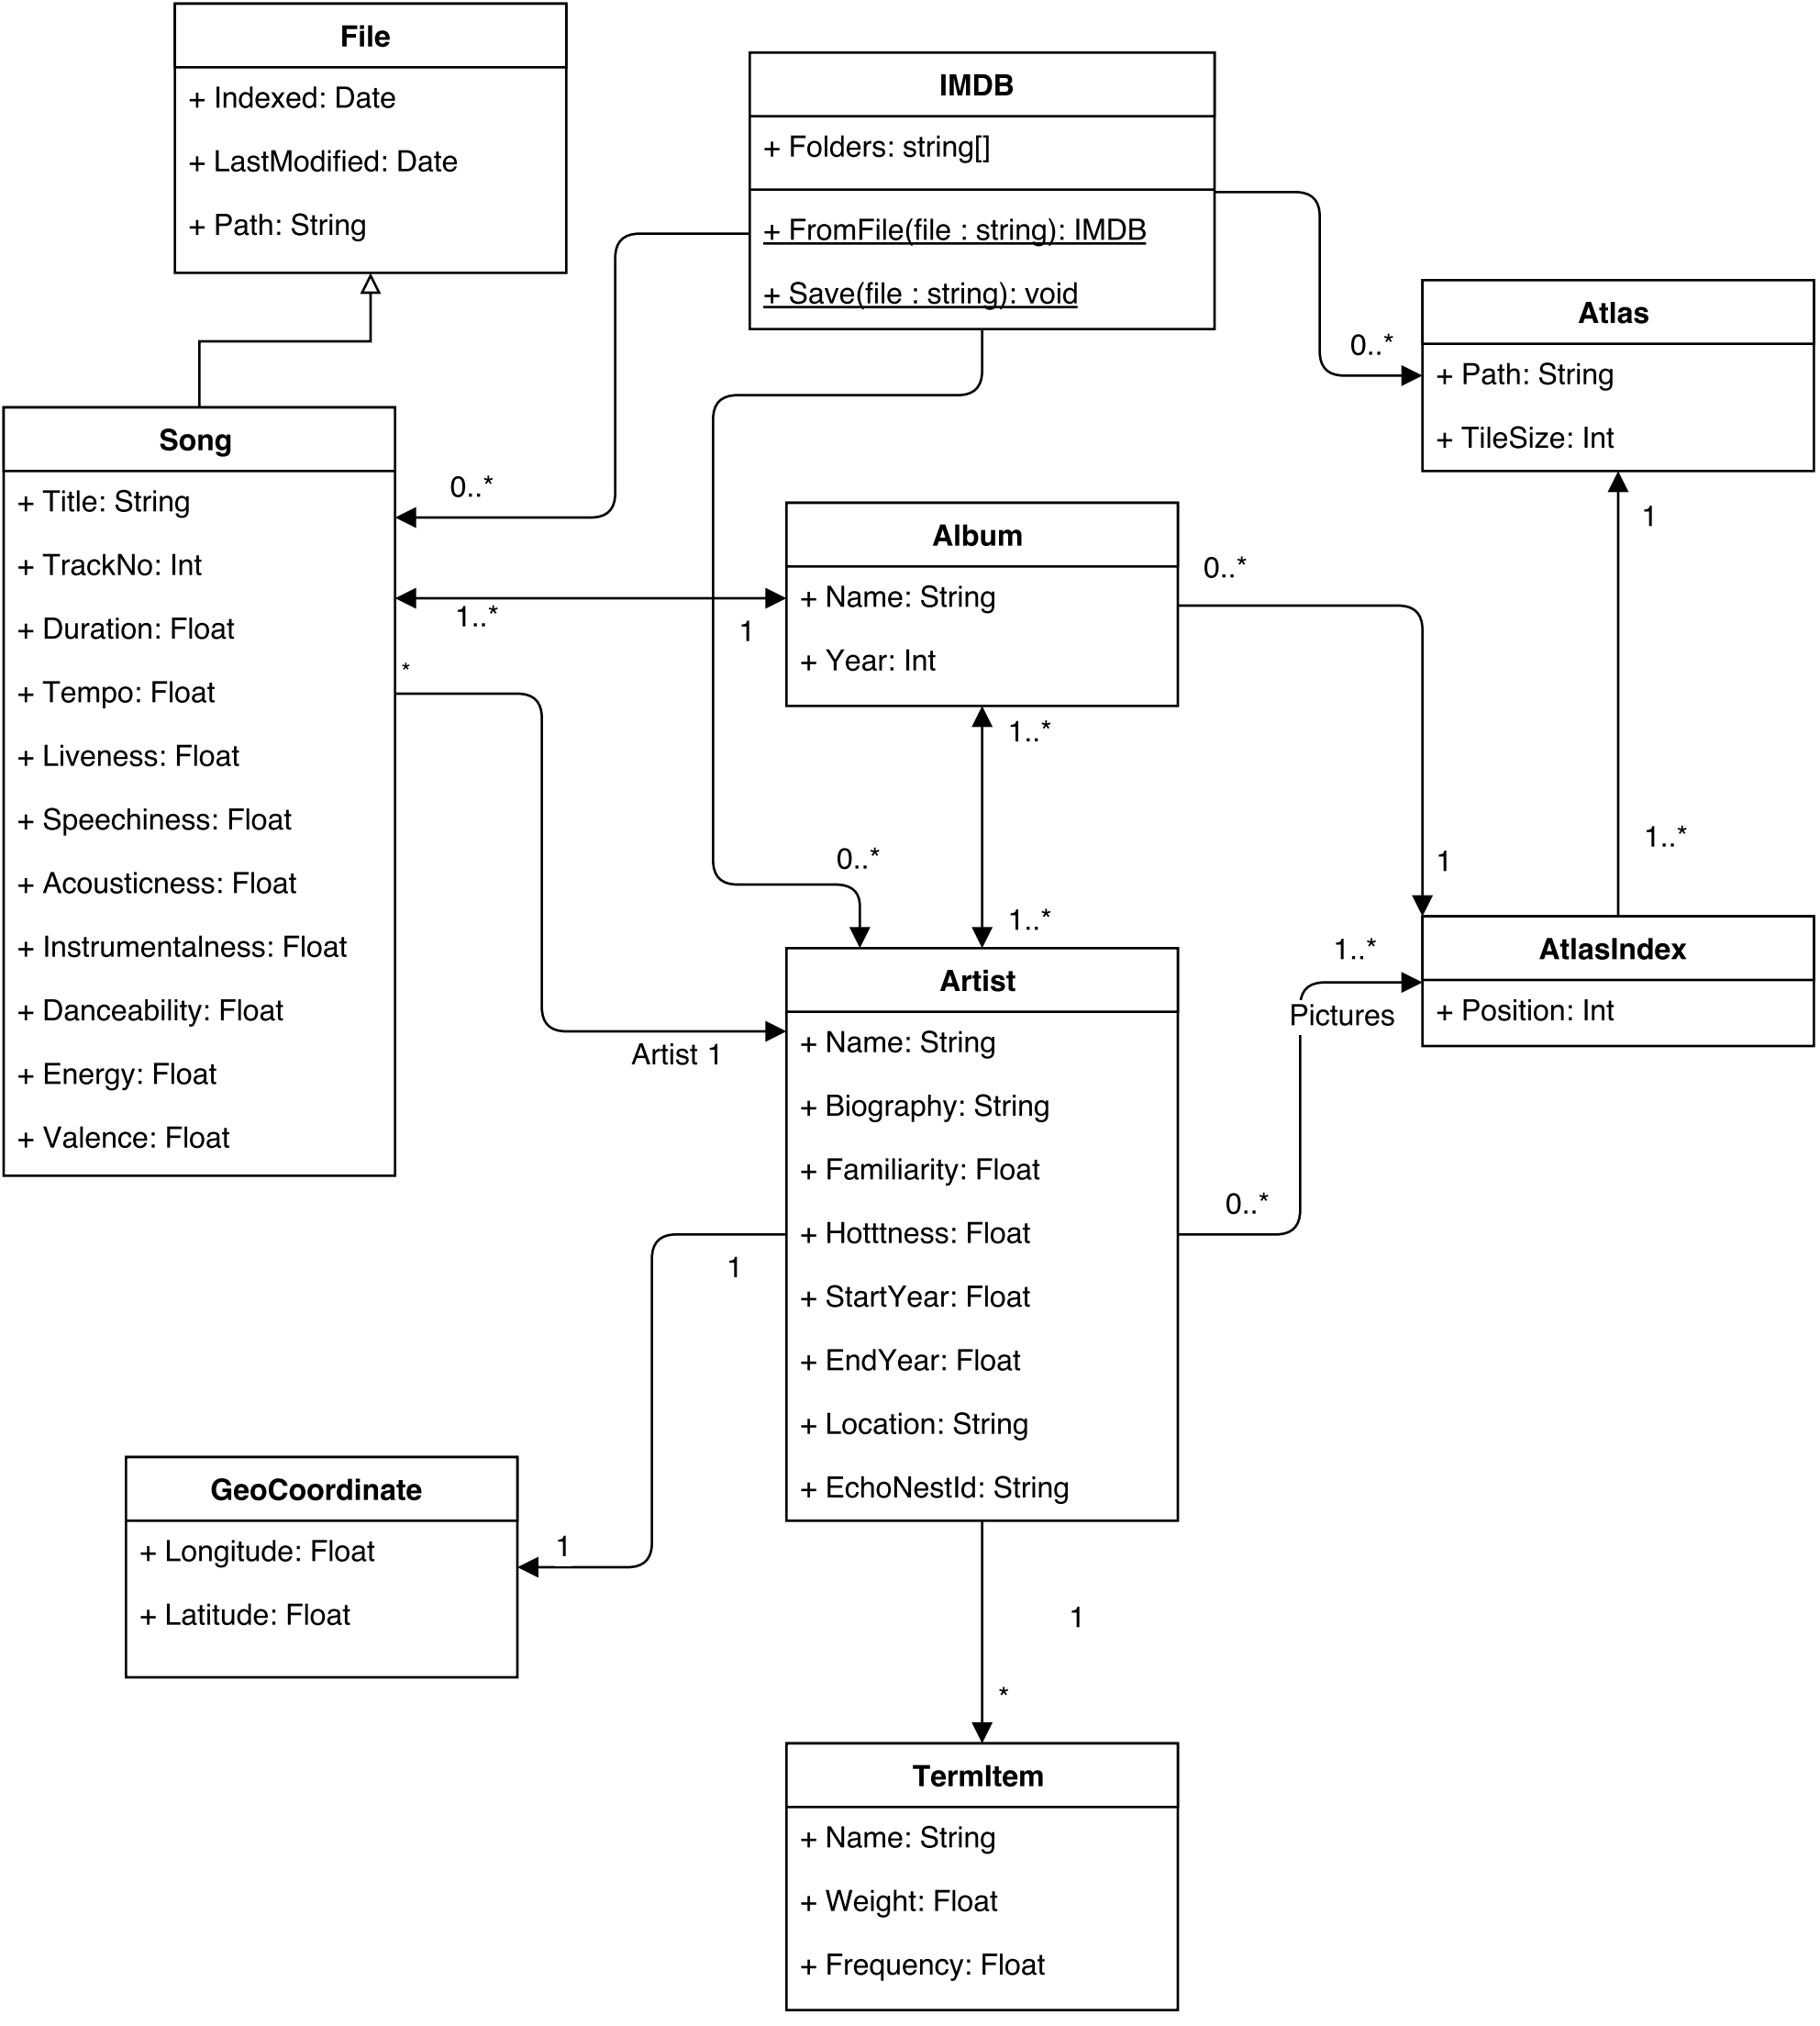 File
+ Indexed: Date
+ LastModified: Date
+ Path: String
IMDB
+ Folders: string[]
+ FromFile(file : string): IMDB
+ Save(file : string): void
0..*
Atlas
+ Path: String
+ TileSize: Int
1
Song
+ Title: String
+ TrackNo: Int
+ Duration: Float
+ Tempo: Float
+ Liveness: Float
+ Speechiness: Float
+ Acousticness: Float
+ Instrumentalness: Float
+ Danceability: Float
+ Energy: Float
+ Valence: Float
0..*
1..*
1
*
Artist 1
Album
+ Name: String
+ Year: Int
0..*
1..*
0..*
1..*
1
1..*
AtlasIndex
+ Position: Int
1..*
Pictures
0..*
Artist
+ Name: String
+ Biography: String
+ Familiarity: Float
+ Hotttness: Float
+ StartYear: Float
+ EndYear: Float
+ Location: String
+ EchoNestId: String
1
1
GeoCoordinate
+ Longitude: Float
+ Latitude: Float
1
*
TermItem
+ Name: String
+ Weight: Float
+ Frequency: Float